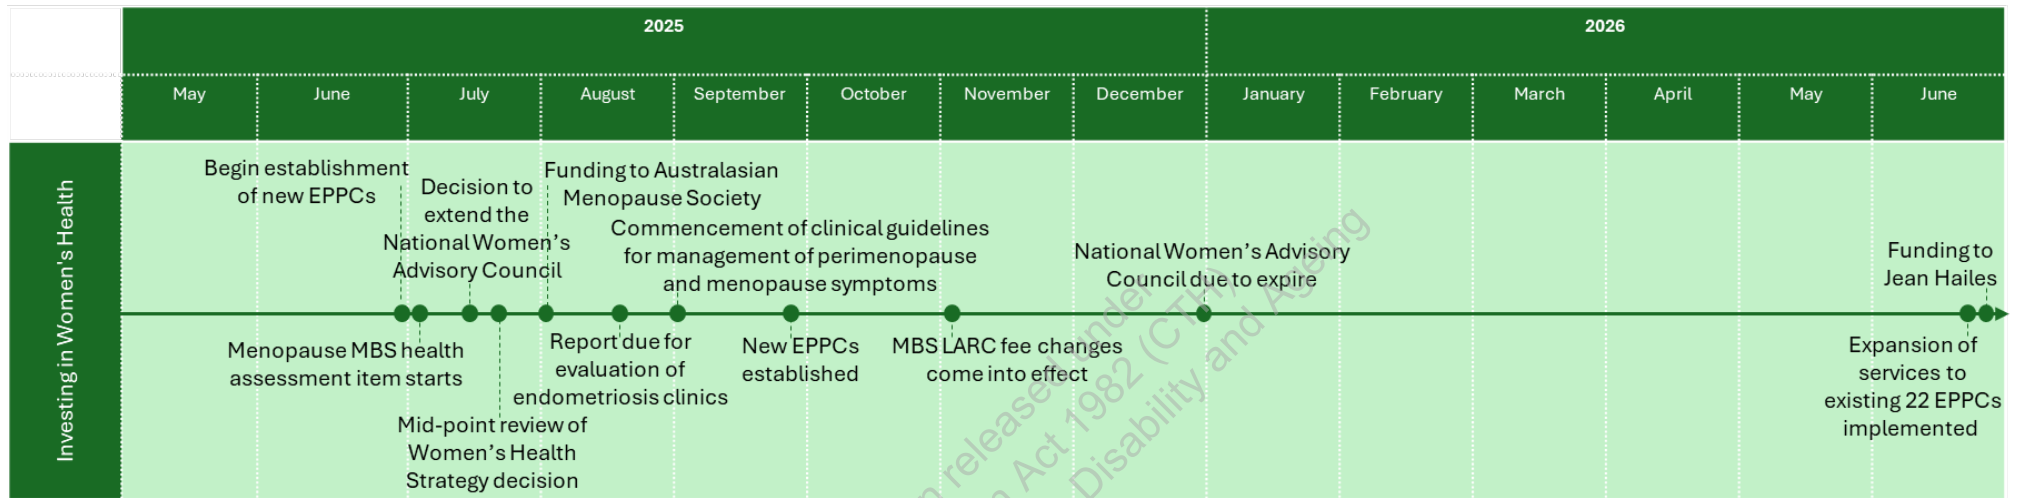 2025
2026
May
June
July
August
September
October
November
December
January
February
March
April
May
June
Investing in Women's Health
Begin establishment
of new EPPCs
Menopause MBS health
assessment item starts
Decision to
extend the
National Women’s
Advisory Council
Mid-point review of
Women’s Health
Strategy decision
Funding to Australasian
Menopause Society
Report due for
evaluation of
endometriosis clinics
Commencement of clinical guidelines
for management of perimenopause
and menopause symptoms
New EPPCs
established
MBS LARC fee changes
come into effect
National Women’s Advisory
Council due to expire
Expansion of
services to
existing 22 EPPCs
implemented
Funding to
Jean Hailes
released under
Act 1982 (CTH)
Disability and Ageing